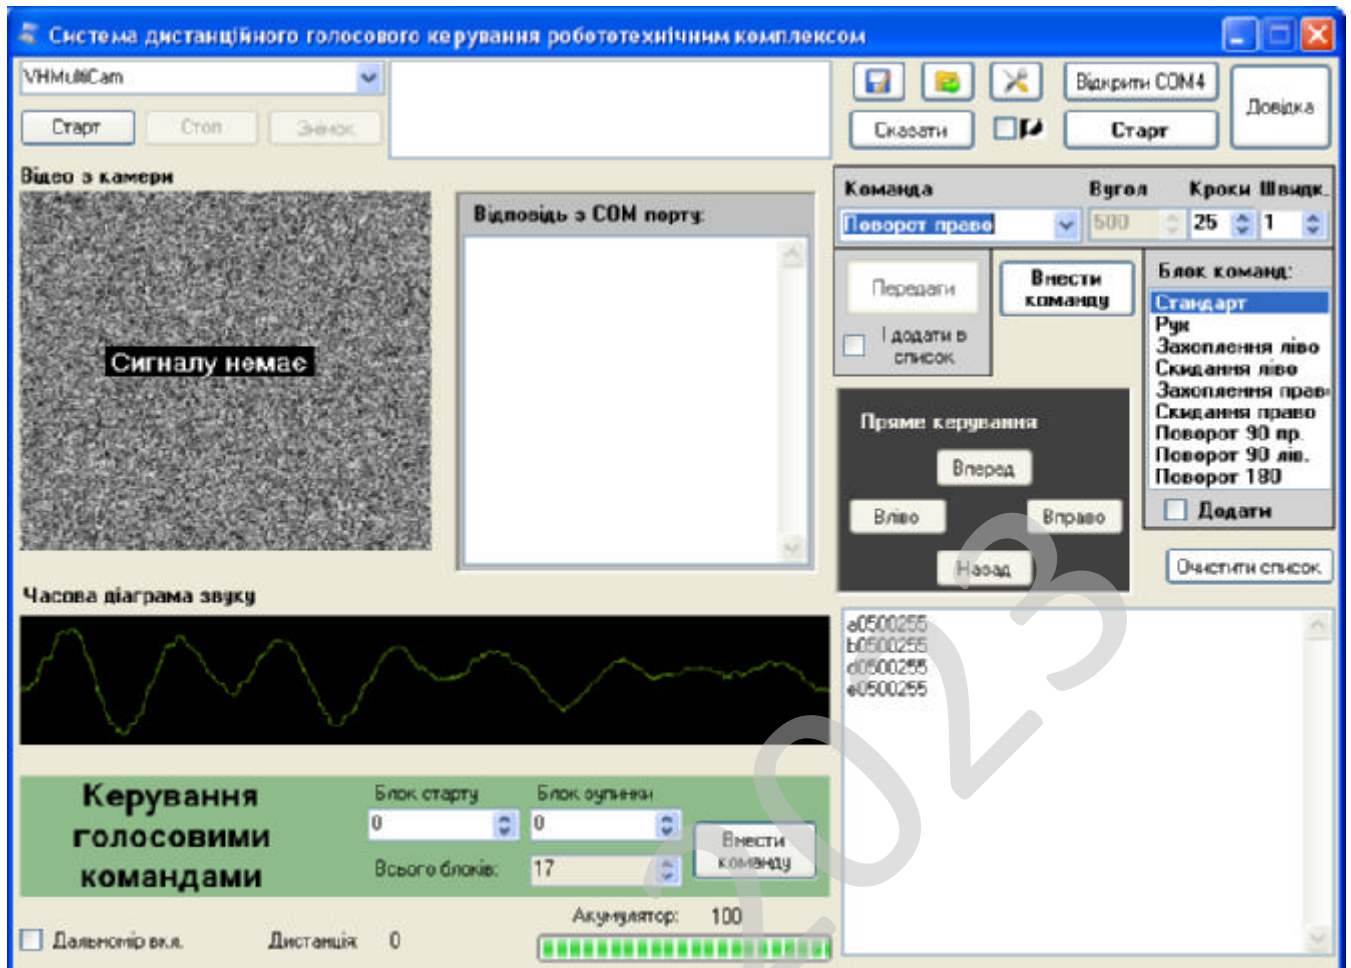 Система дистанційного голосового керування робототехнічним комплексом
VHMultiCam
Відкрити COM4
Довідка
Старт
Стоп
Знімок
Сказати
Старт
Відео з камери
Сигналу немає
Відповідь з COM порту:
Команда
Вугол
Кроки
Швидк.
Поворот право
500
25
1
Передати
І додати в
список
Внести
команду
Блок команд:
Стандарт
Рук
Захоплення ліво
Скидання ліво
Захоплення прав
Скидання право
Поворот 90 пр.
Поворот 90 лів.
Поворот 180
Додати
Пряме керування
Вперед
Вліво
Вправо
Назад
Очистити список
Часова діаграма звуку
a0500255
b0500255
d0500255
e0500255
Керування
голосовими
командами
Блок старту
Блок зупинки
0
0
Всього блоків:
17
Внести
команду
Дальномір вкл.
Дистанція:
0
Акумулятор:
100
2023